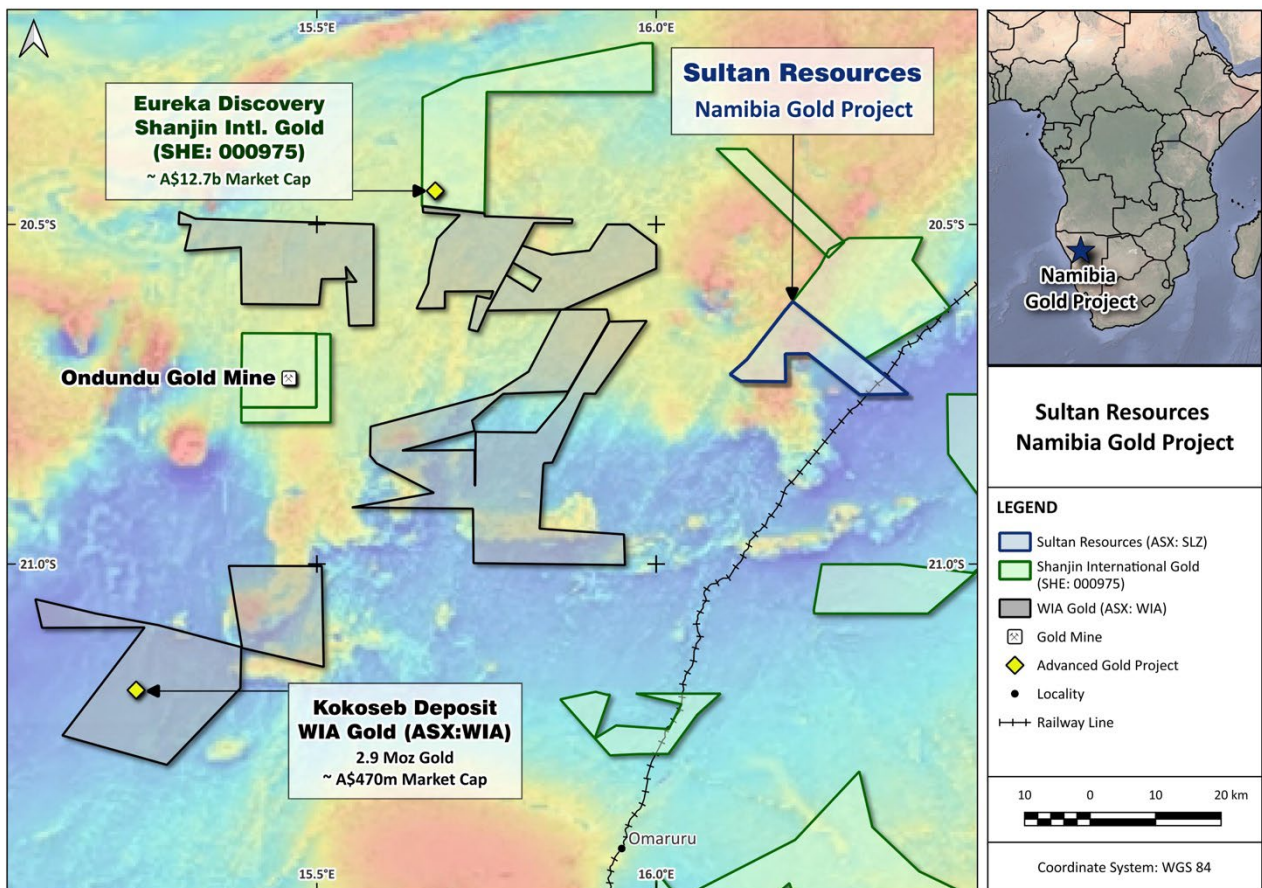 15.5°E
16.0°E
Eureka Discovery
Shanjin Intl. Gold
(SHE: 000975)
~ A$12.7b Market Cap
Sultan Resources
Namibia Gold Project
20.5°S
20.5°S
Ondundu Gold Mine
21.0°S
21.0°S
Kokoseb Deposit
WIA Gold (ASX:WIA)
2.9 Moz Gold
~ A$470m Market Cap
Omaruru
15.5°E
16.0°E
Namibia
Gold Project
Sultan Resources
Namibia Gold Project
LEGEND
Sultan Resources (ASX: SLZ)
Shanjin International Gold
(SHE: 000975)
WIA Gold (ASX: WIA)
Gold Mine
Advanced Gold Project
Locality
Railway Line
10 0 10 20 km
Coordinate System: WGS 84